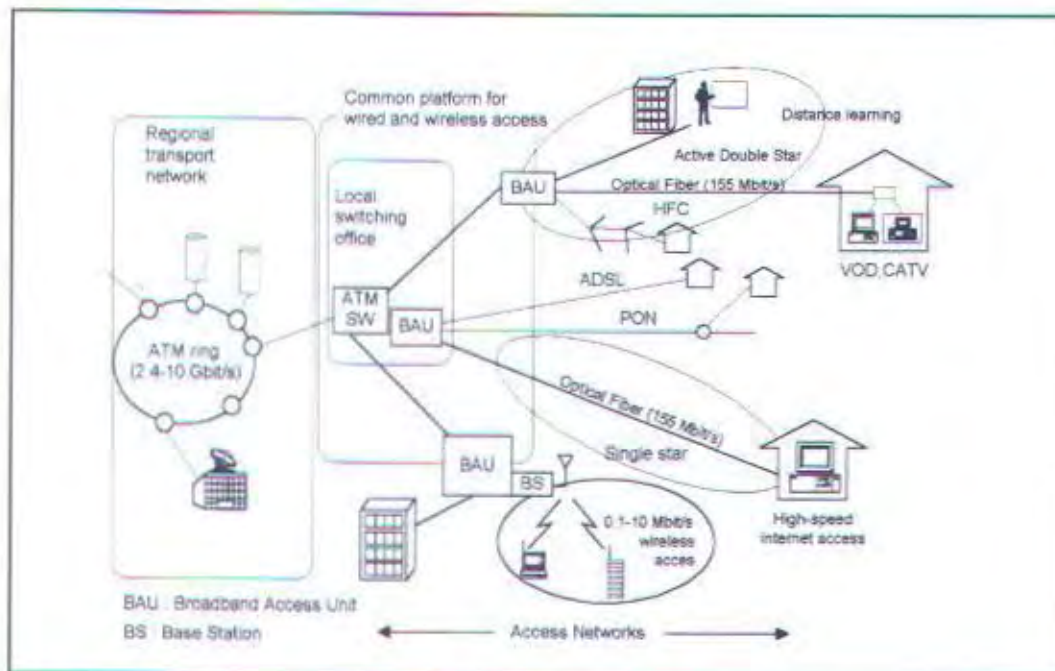 Common platform for
wired and wireless access
Regional
transport
network
Local
switching
office
Distance learning
Active Double Star
BAU
Optical Fiber (155 Mbit/s)
HFC
VOD,CATV
ADSL
ATM
SW
BAU
PON
ATM ring
(2.4-10 Gbit/s)
Optical Fiber (155 Mbit/s)
Single star
BAU
BS
0.1-10 Mbit/s
wireless
acces
High-speed
internet access
BAU : Broadband Access Unit
BS : Base Station
Access Networks